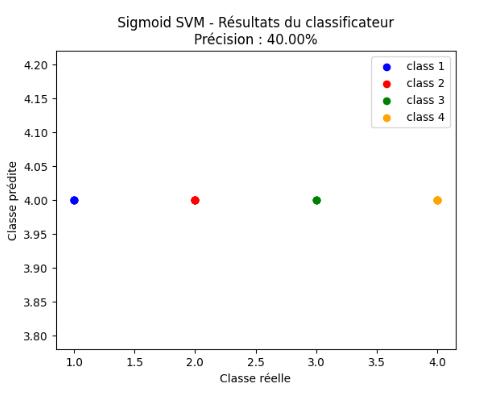 Sigmoid SVM - Résultats du classificateur
Précision : 40.00%
class 1
class 2
class 3
class 4
4.20
4.15
4.10
4.05
4.00
3.95
3.90
3.85
3.80
Classe prédite
1.0 1.5 2.0 2.5 3.0 3.5 4.0
Classe réelle